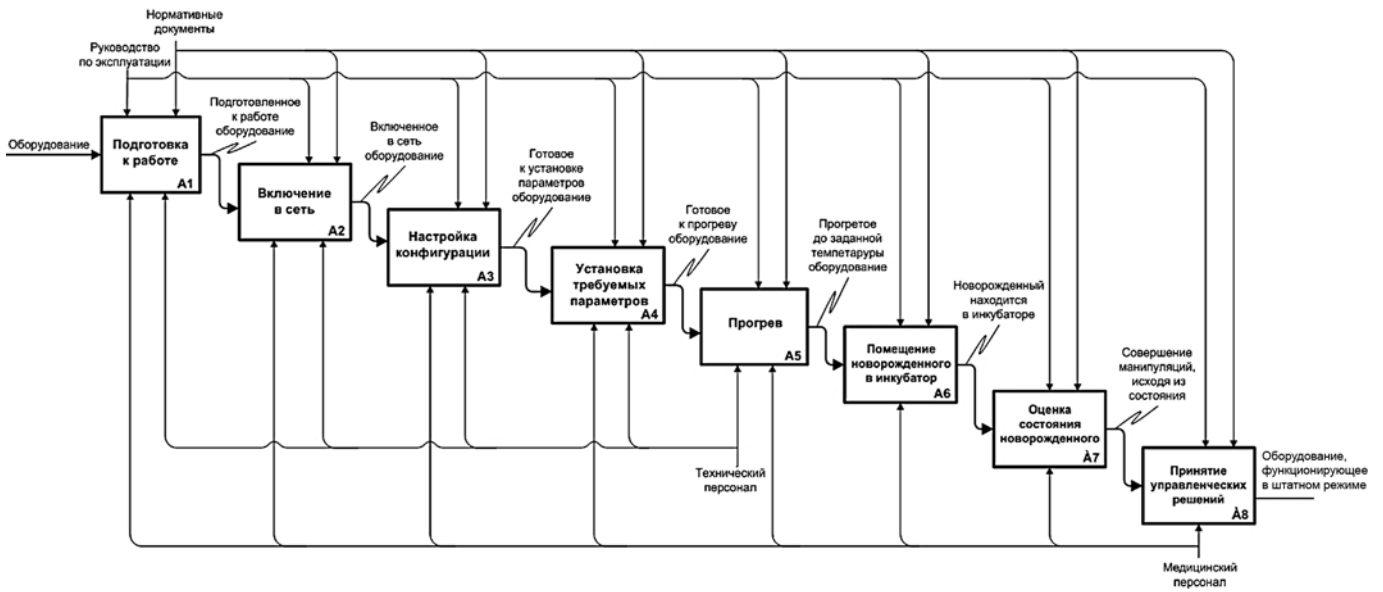 Нормативные
документы
Руководство
по эксплуатации
Оборудование
Подготовка
к работе
A1
Подготовленное
к работе
оборудование
Включение
в сеть
A2
Включенное
в сеть
оборудование
Настройка
конфигурации
A3
Готовое
к установке
параметров
оборудование
Установка
требуемых
параметров
A4
Готовое
к прогреву
оборудование
Прогрев
A5
Прогретое
до заданной
темпетаруры
оборудование
Помещение
новорожденного
в инкубатор
A6
Новорожденный
находится
в инкубаторе
Оценка
состояния
новорожденного
À7
Совершение
манипуляций,
исходя из
состояния
Принятие
управленческих
решений
À8
Оборудование,
функционирующее
в штатном режиме
Технический
персонал
Медицинский
персонал